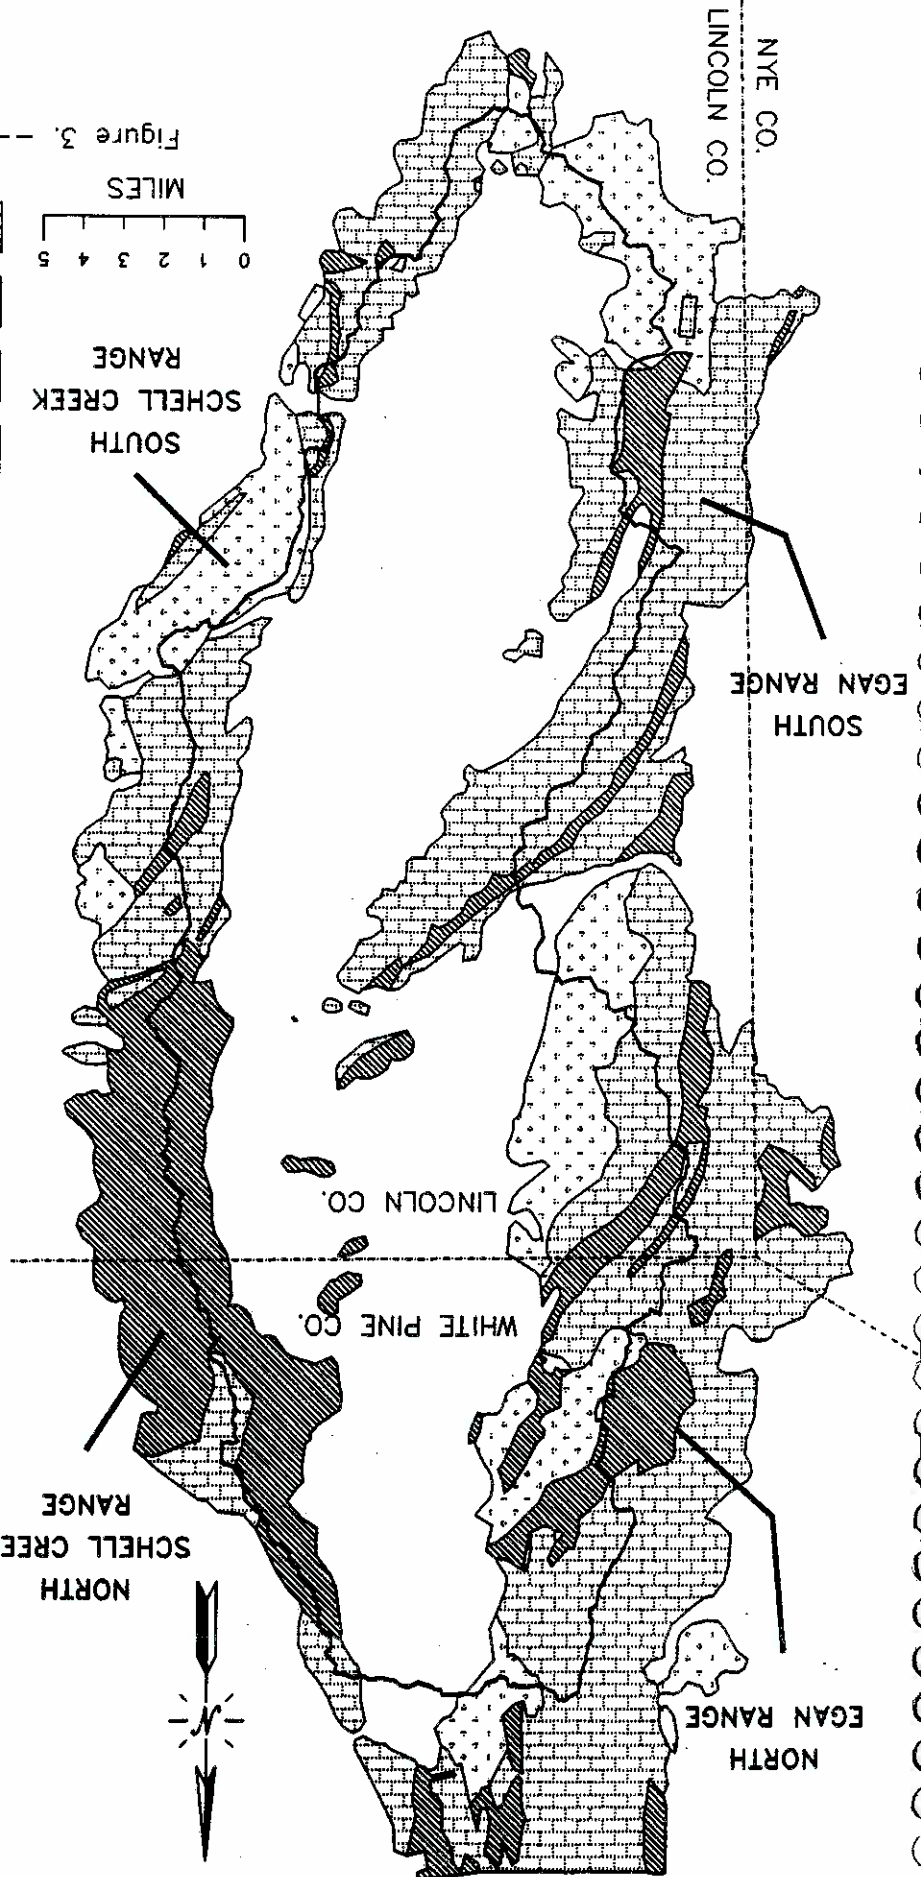 NORTH
EGAN RANGE
N
NORTH
SCHELL CREE
RANGE
WHITE PINE CO.
LINCOLN CO.
SOUTH
EGAN RANGE
SOUTH
SCHELL CREEK
RANGE
0 1 2 3 4 5
MILES
NYE CO.
LINCOLN CO.
Figure 3. --